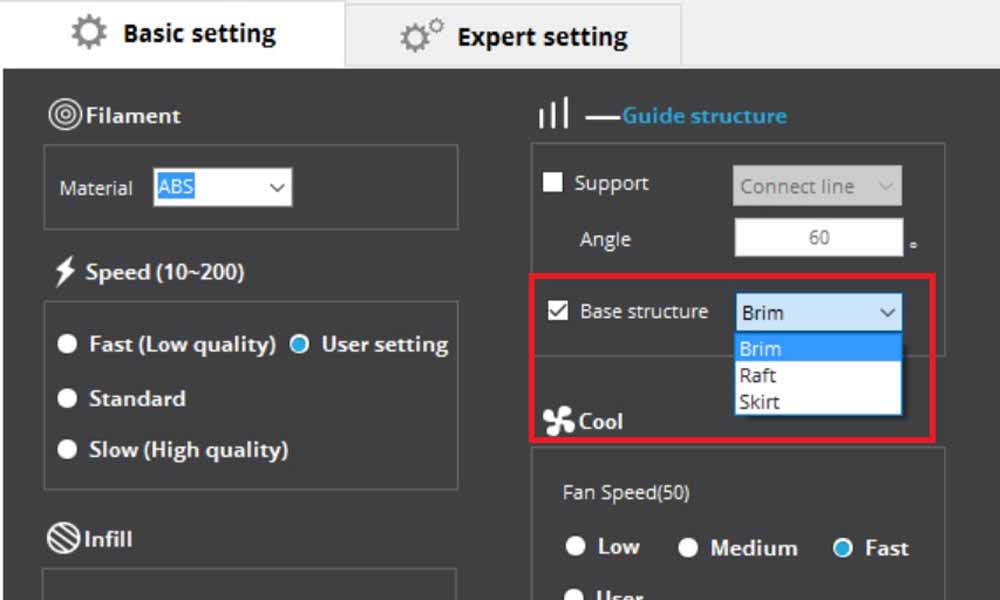 Basic setting
Expert setting
Filament
Material ABS
Speed (10~200)
Fast (Low quality) User setting
Standard
Slow (High quality)
Infill
Guide structure
Support Connect line
Angle 60 °
Base structure Brim
Brim
Raft
Skirt
Cool
Fan Speed(50)
Low Medium Fast
User